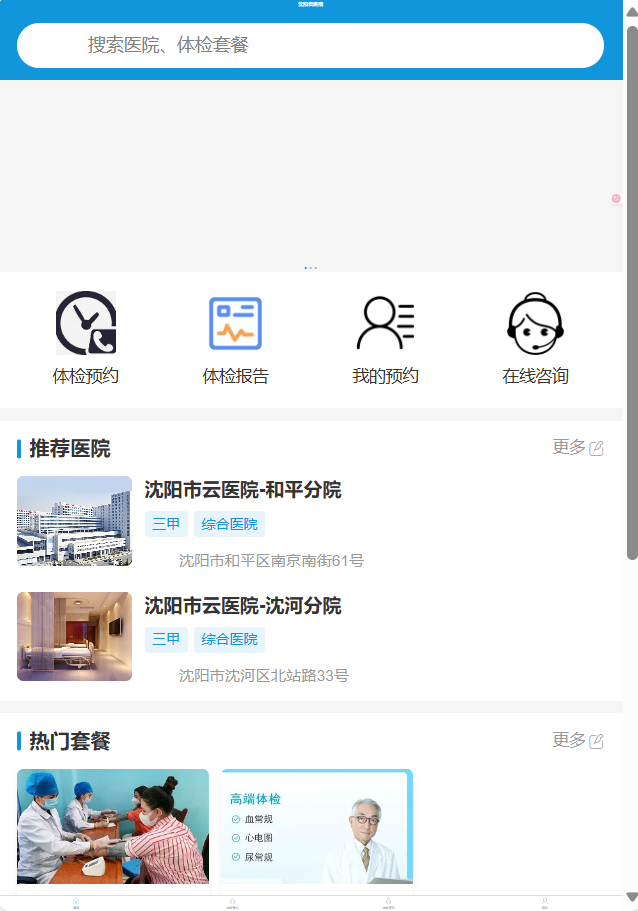 沈阳云医院
搜索医院、体检套餐
体检预约
体检报告
我的预约
在线咨询
推荐医院
更多
沈阳市云医院-和平分院
三甲
综合医院
沈阳市和平区南京南街61号
沈阳市云医院-沈河分院
三甲
综合医院
沈阳市沈河区北站路33号
热门套餐
更多
高端体检
血常规
心电图
尿常规